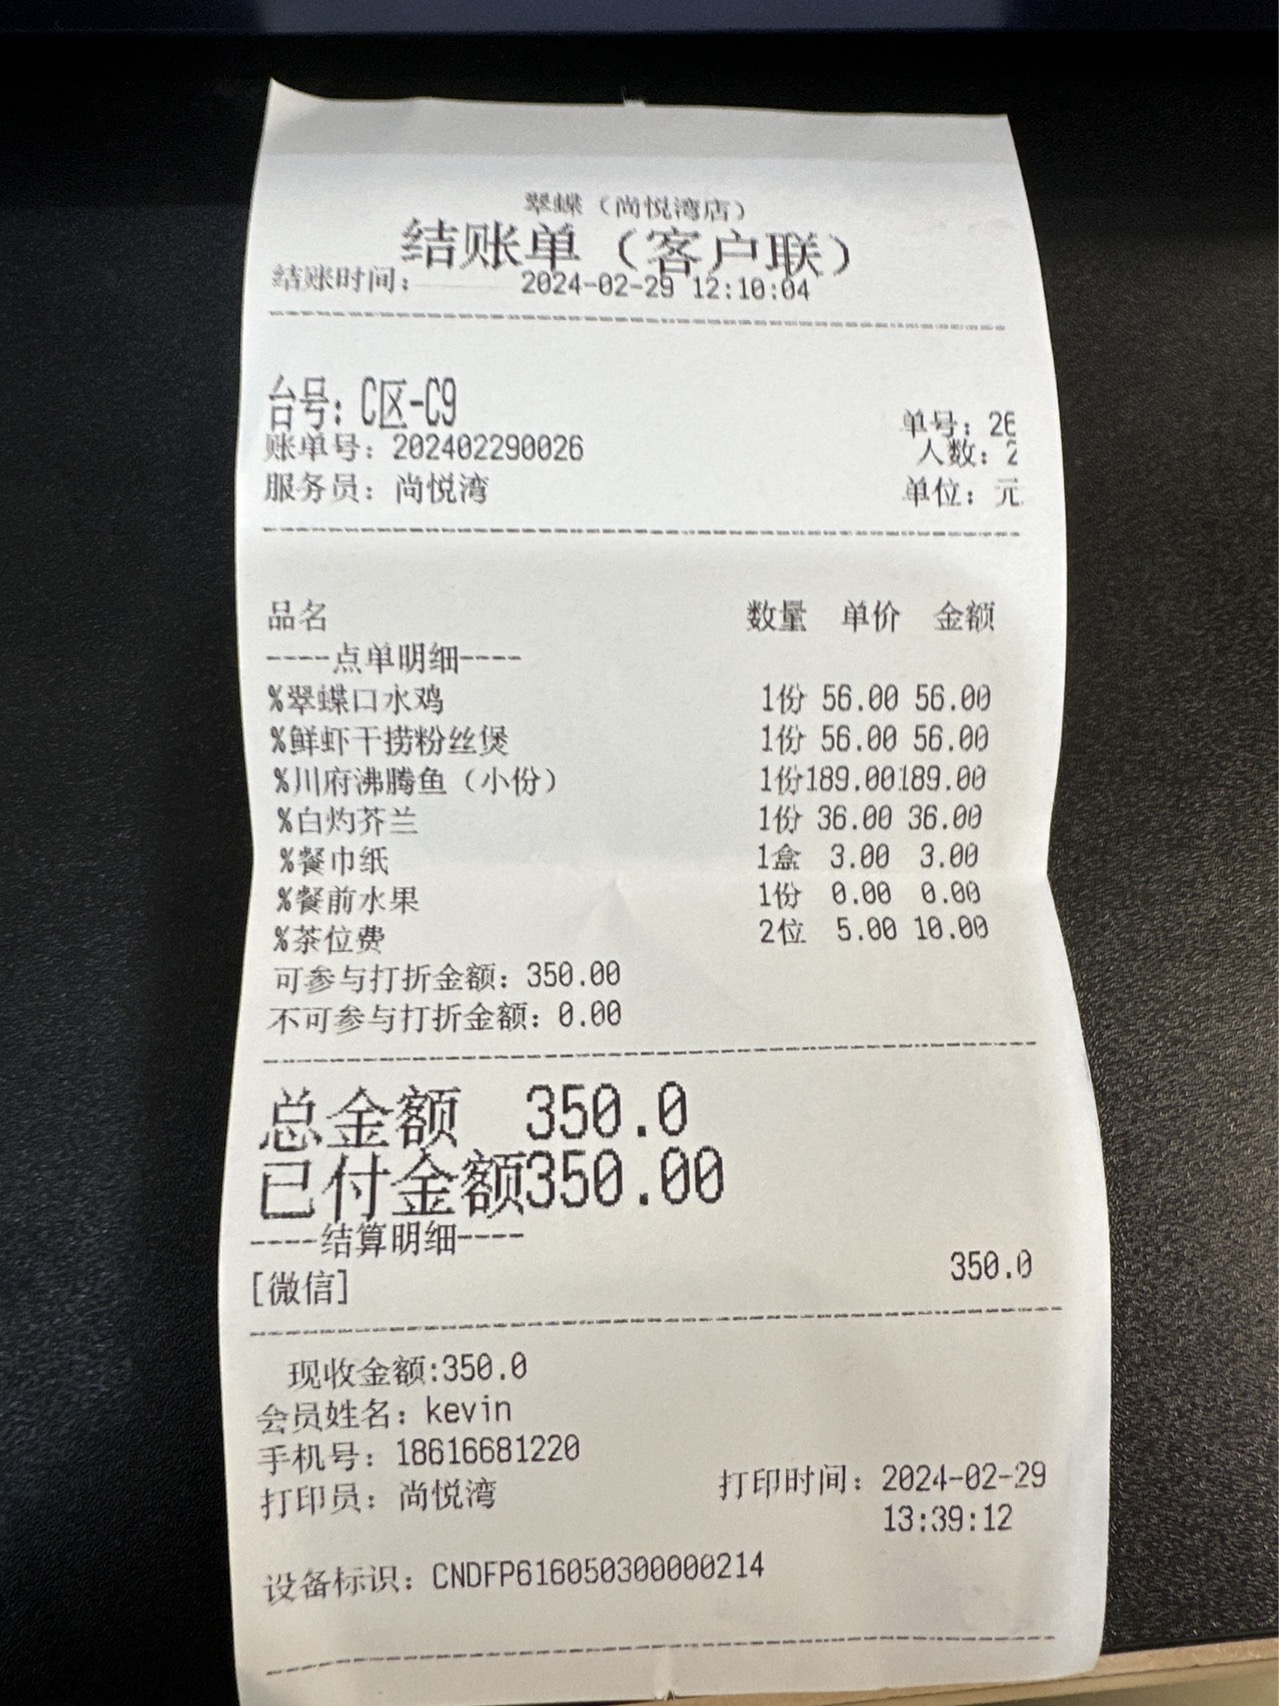 翠蝶（尚悦湾店）
结账单（客户联）
结账时间： 2024-02-29 12:10:04
台号：C区-C9
单号：26
账单号：202402290026
人数：2
服务员：尚悦湾
单位：元
品名 数量 单价 金额
----点单明细----
%翠蝶口水鸡 1份 56.00 56.00
%鲜虾干捞粉丝煲 1份 56.00 56.00
%川府沸腾鱼（小份） 1份189.00189.00
%白灼芥兰 1份 36.00 36.00
%餐巾纸 1盒 3.00 3.00
%餐前水果 1份 0.00 0.00
%茶位费 2位 5.00 10.00
可参与打折金额：350.00
不可参与打折金额：0.00
总金额 350.0
已付金额350.00
----结算明细----
[微信] 350.0
现收金额:350.0
会员姓名：kevin
手机号：18616681220
打印员：尚悦湾 打印时间：2024-02-29
13:39:12
设备标识：CNDFP616050300000214